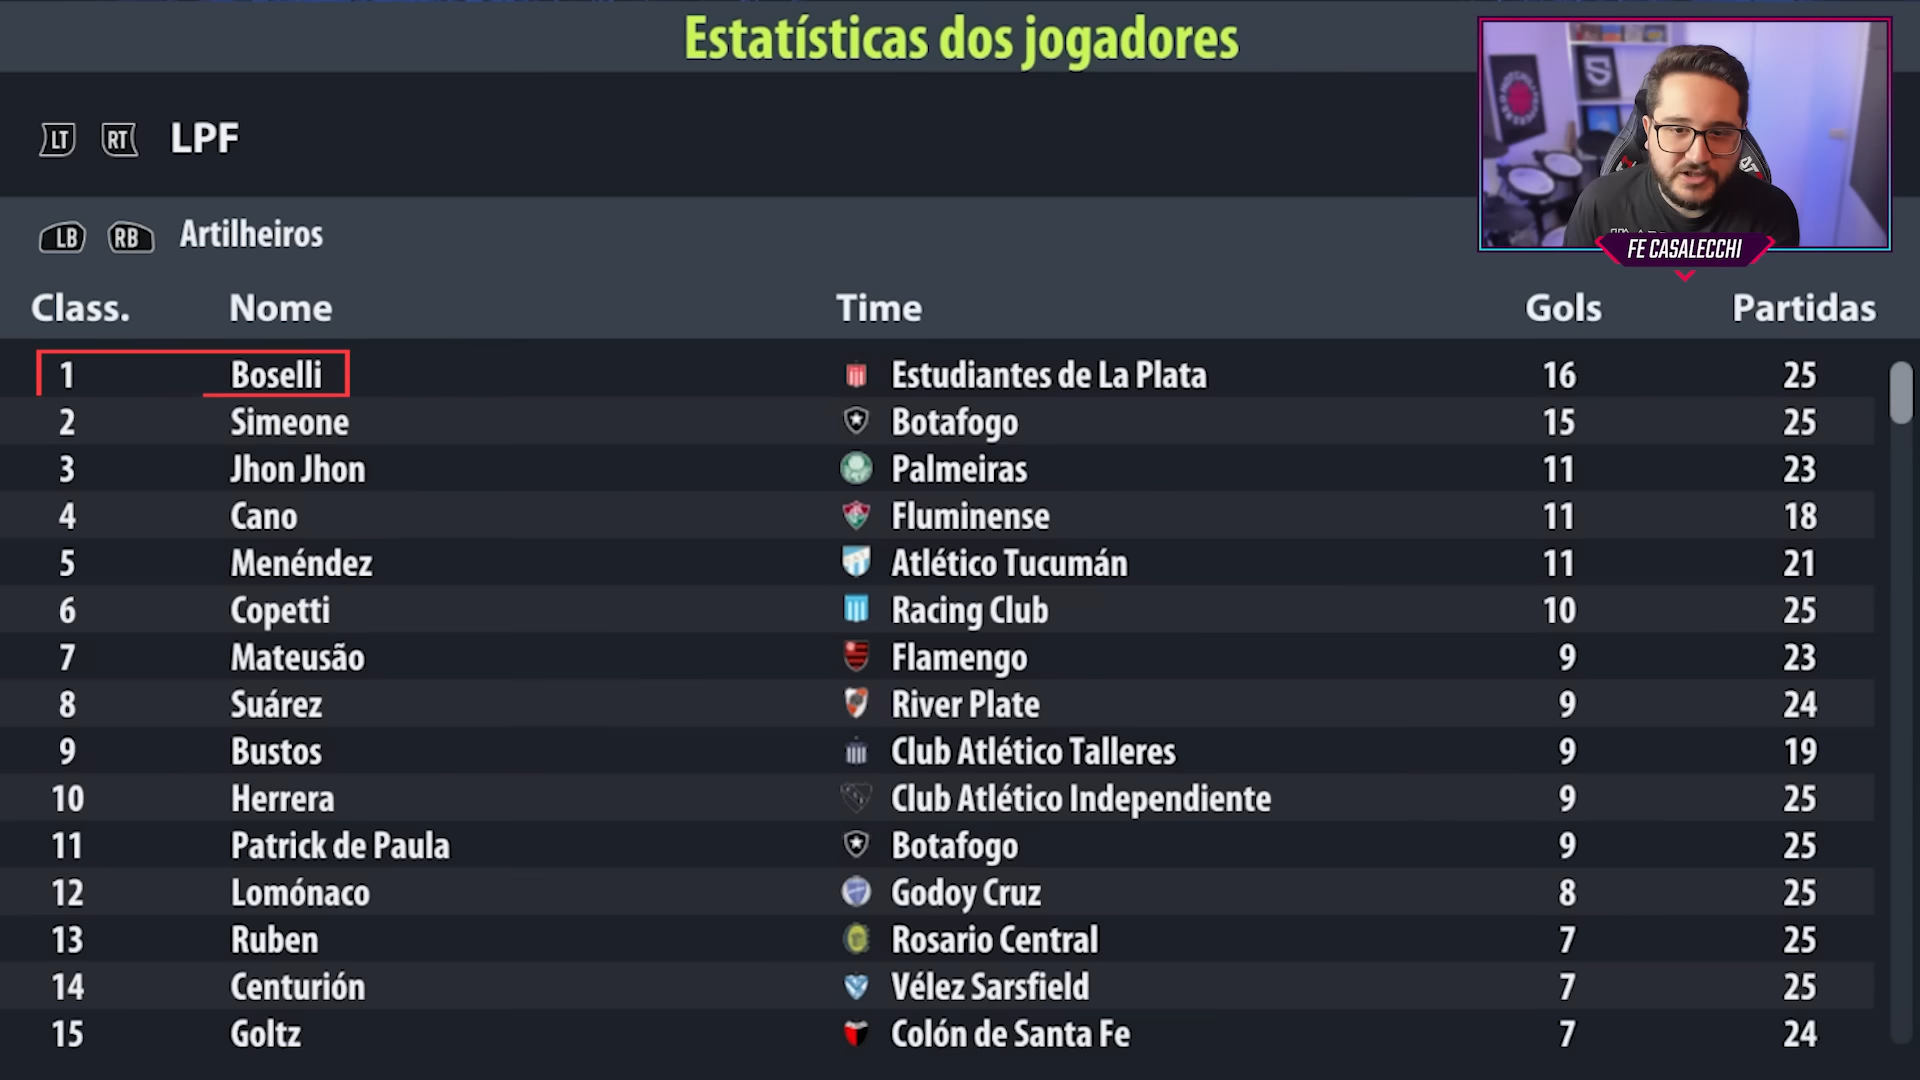 Estatísticas dos jogadores
LT RT LPF
LB RB Artilheiros
FE CASALECCHI
Class. Nome Time Gols Partidas
1 Boselli Estudiantes de La Plata 16 25
2 Simeone Botafogo 15 25
3 Jhon Jhon Palmeiras 11 23
4 Cano Fluminense 11 18
5 Menéndez Atlético Tucumán 11 21
6 Copetti Racing Club 10 25
7 Mateusão Flamengo 9 23
8 Suárez River Plate 9 24
9 Bustos Club Atlético Talleres 9 19
10 Herrera Club Atlético Independiente 9 25
11 Patrick de Paula Botafogo 9 25
12 Lomónaco Godoy Cruz 8 25
13 Ruben Rosario Central 7 25
14 Centurión Vélez Sarsfield 7 25
15 Goltz Colón de Santa Fe 7 24